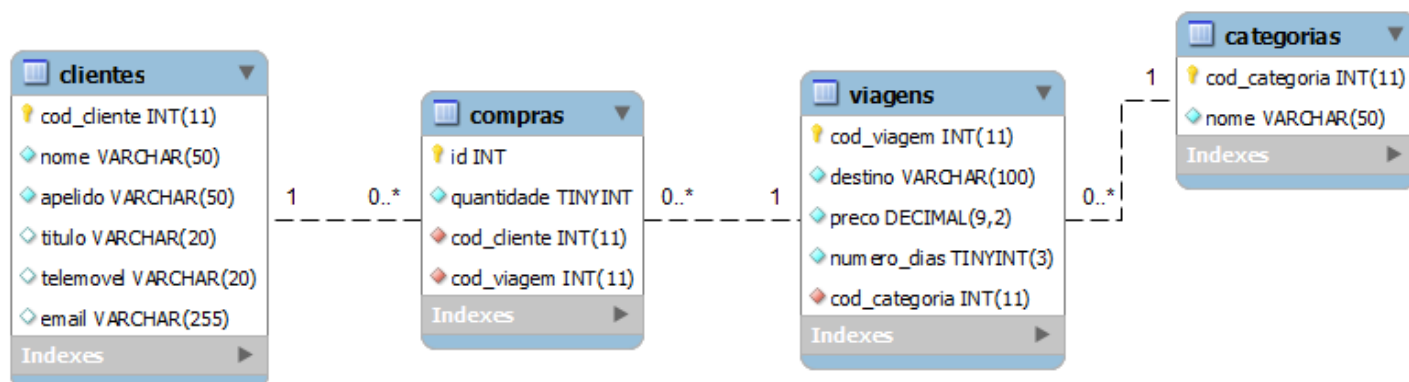 clientes
cod_cliente INT(11)
nome VARCHAR(50)
apelido VARCHAR(50)
titulo VARCHAR(20)
telemovel VARCHAR(20)
email VARCHAR(255)
Indexes
1
0..*
compras
id INT
quantidade TINYINT
cod_cliente INT(11)
cod_viagem INT(11)
Indexes
0..*
1
viagens
cod_viagem INT(11)
destino VARCHAR(100)
preco DECIMAL(9,2)
numero_dias TINYINT(3)
cod_categoria INT(11)
Indexes
0..*
1
categorias
cod_categoria INT(11)
nome VARCHAR(50)
Indexes